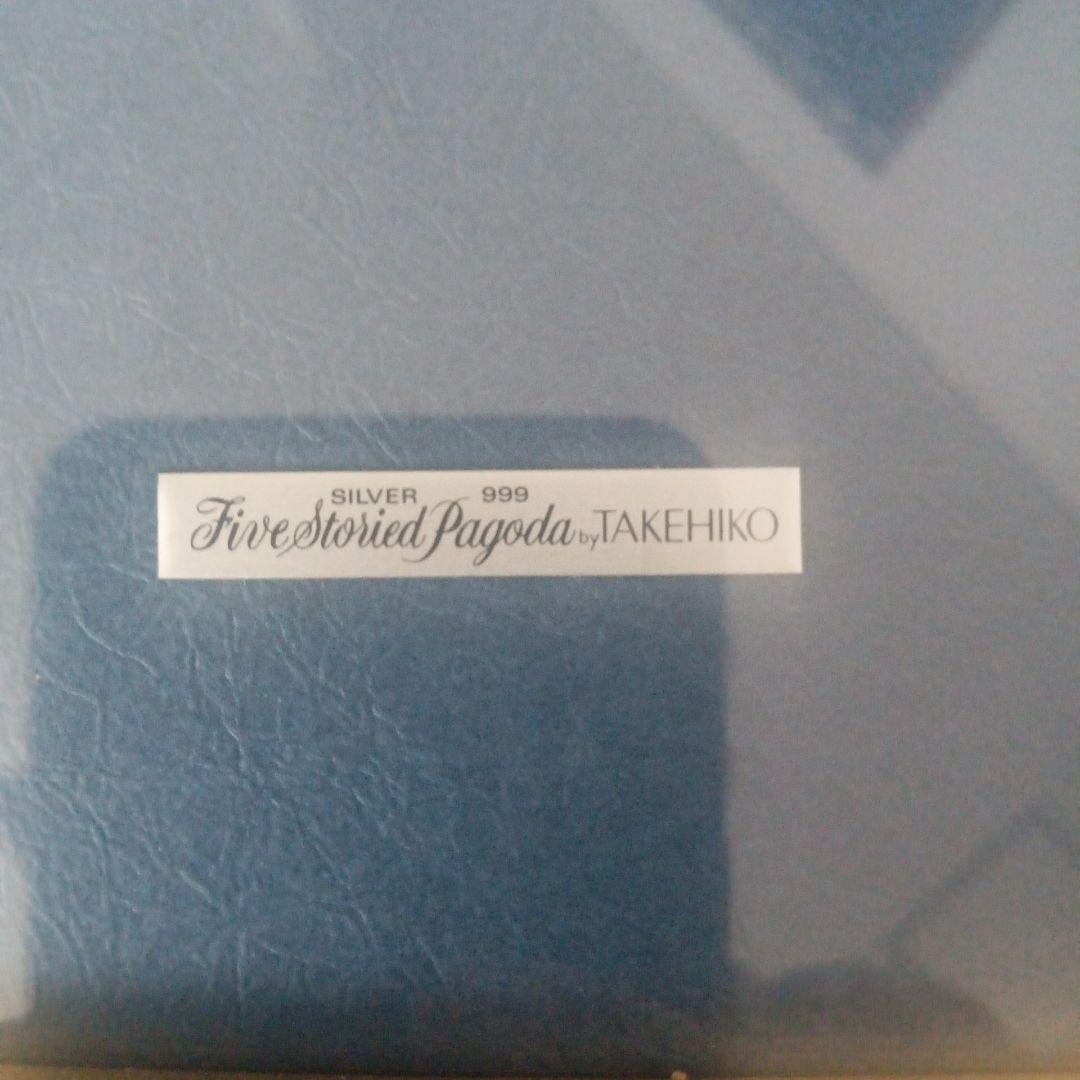 SILVER 999
Five Storied Pagoda by TAKEHIKO